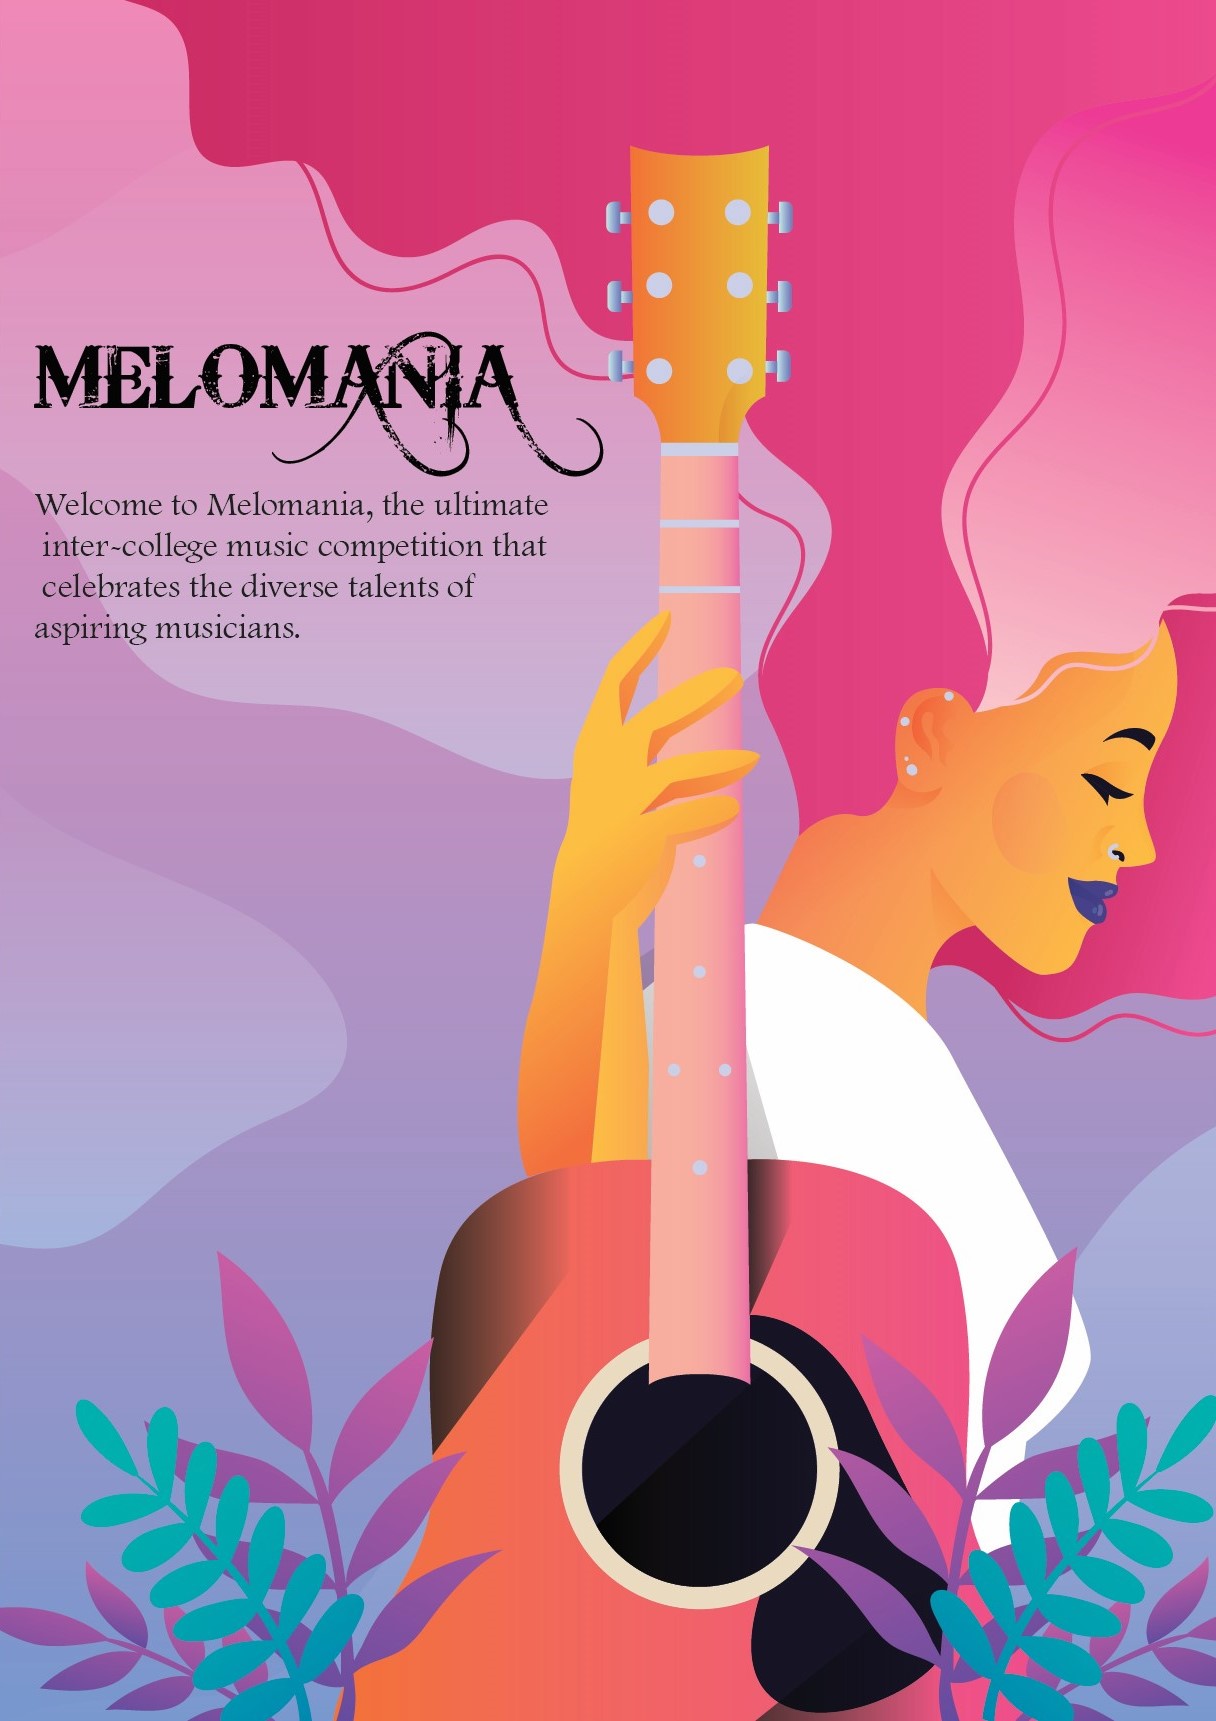 MELOMANIA
Welcome to Melomania, the ultimate
inter-college music competition that
celebrates the diverse talents of
aspiring musicians.